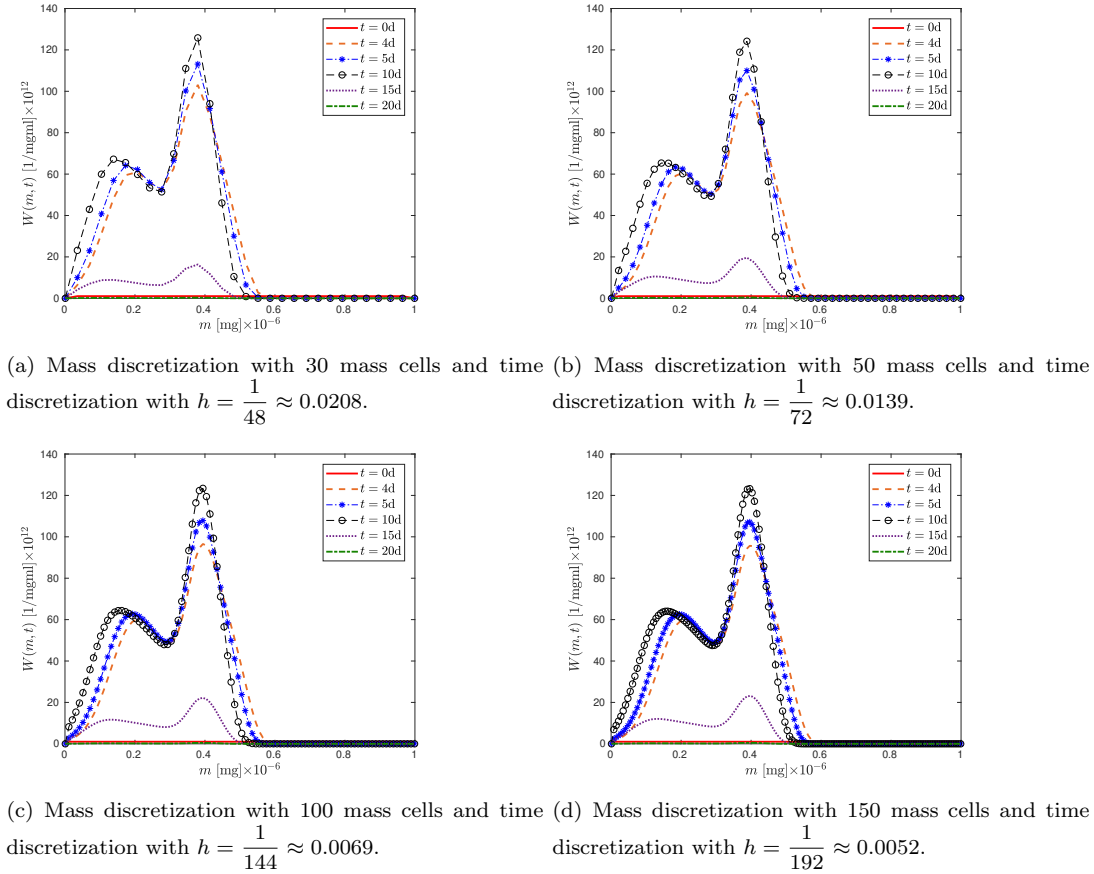 140
120
100
80
60
40
20
0
W(m, t) [1/mgml]×10^12
0 0.2 0.4 0.6 0.8 1
m [mg]×10^-6
t = 0d
t = 4d
t = 5d
t = 10d
t = 15d
t = 20d
140
120
100
80
60
40
20
0
W(m, t) [1/mgml]×10^12
0 0.2 0.4 0.6 0.8 1
m [mg]×10^-6
t = 0d
t = 4d
t = 5d
t = 10d
t = 15d
t = 20d
(a) Mass discretization with 30 mass cells and time
discretization with h = 1/48 ≈ 0.0208.
(b) Mass discretization with 50 mass cells and time
discretization with h = 1/72 ≈ 0.0139.
140
120
100
80
60
40
20
0
W(m, t) [1/mgml]×10^12
0 0.2 0.4 0.6 0.8 1
m [mg]×10^-6
t = 0d
t = 4d
t = 5d
t = 10d
t = 15d
t = 20d
140
120
100
80
60
40
20
0
W(m, t) [1/mgml]×10^12
0 0.2 0.4 0.6 0.8 1
m [mg]×10^-6
t = 0d
t = 4d
t = 5d
t = 10d
t = 15d
t = 20d
(c) Mass discretization with 100 mass cells and time
discretization with h = 1/144 ≈ 0.0069.
(d) Mass discretization with 150 mass cells and time
discretization with h = 1/192 ≈ 0.0052.